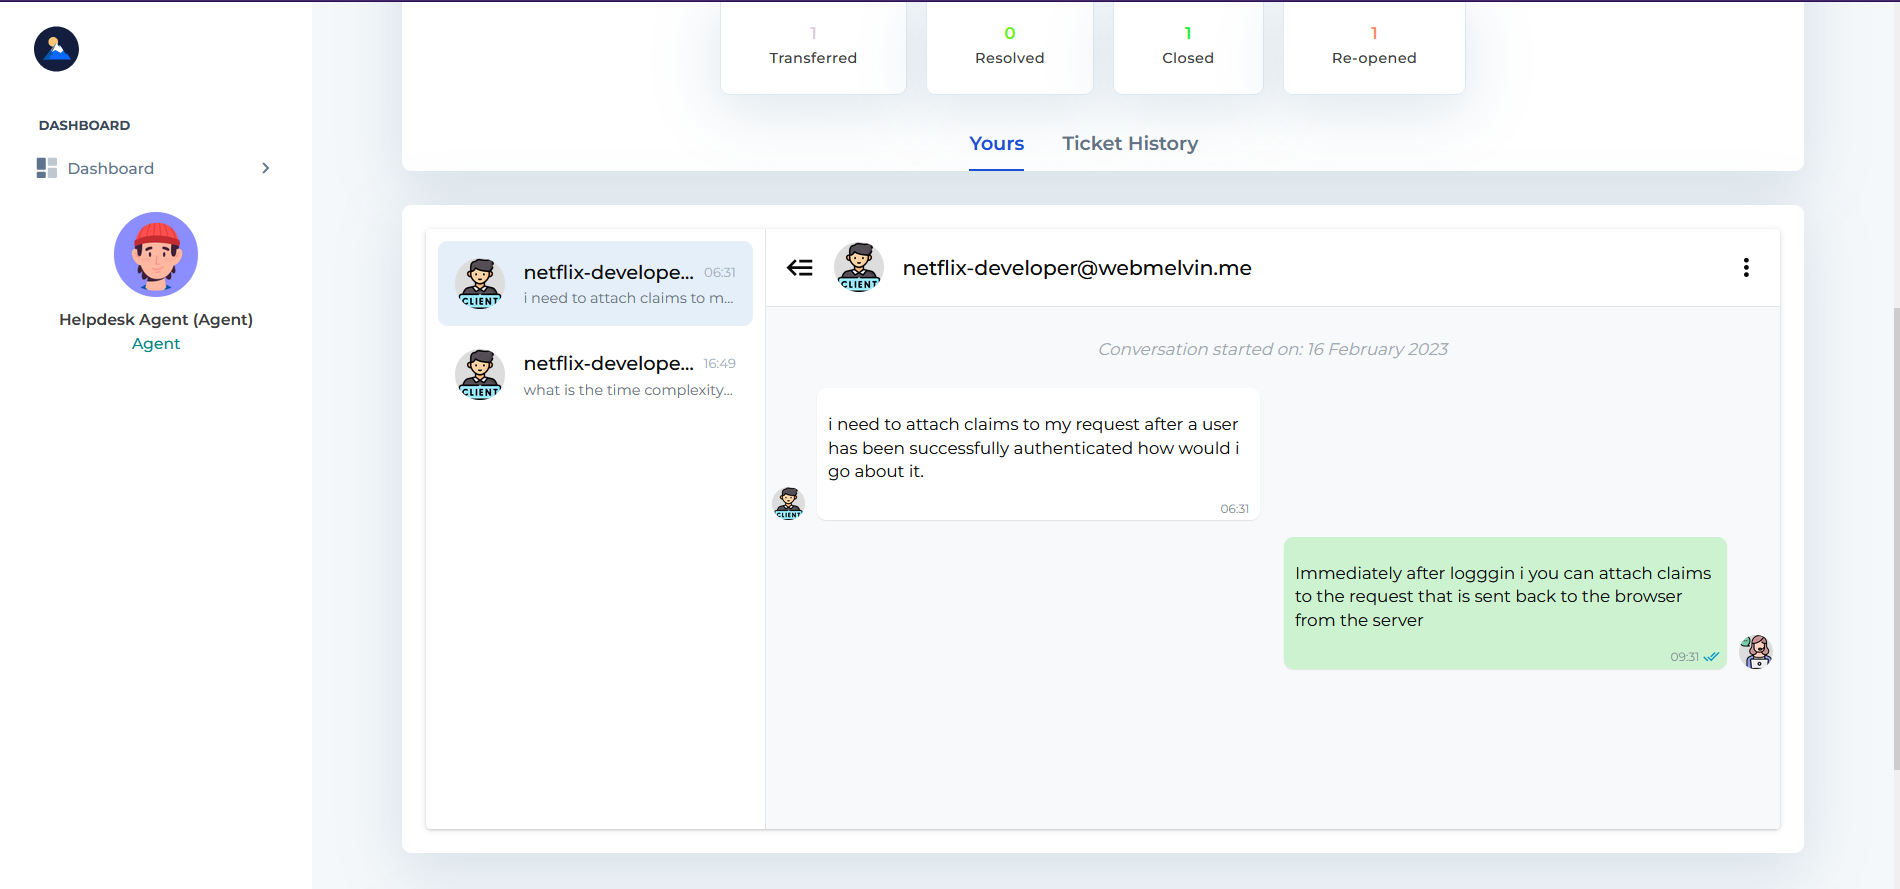 1
Transferred
0
Resolved
1
Closed
1
Re-opened
DASHBOARD
Dashboard
Helpdesk Agent (Agent)
Agent
Yours
Ticket History
netflix-develope... 06:31
i need to attach claims to m...
CLIENT
netflix-develope... 16:49
what is the time complexity...
CLIENT
netflix-developer@webmelvin.me
CLIENT
Conversation started on: 16 February 2023
i need to attach claims to my request after a user
has been successfully authenticated how would i
go about it.
06:31
CLIENT
Immediately after logggin i you can attach claims
to the request that is sent back to the browser
from the server
09:31